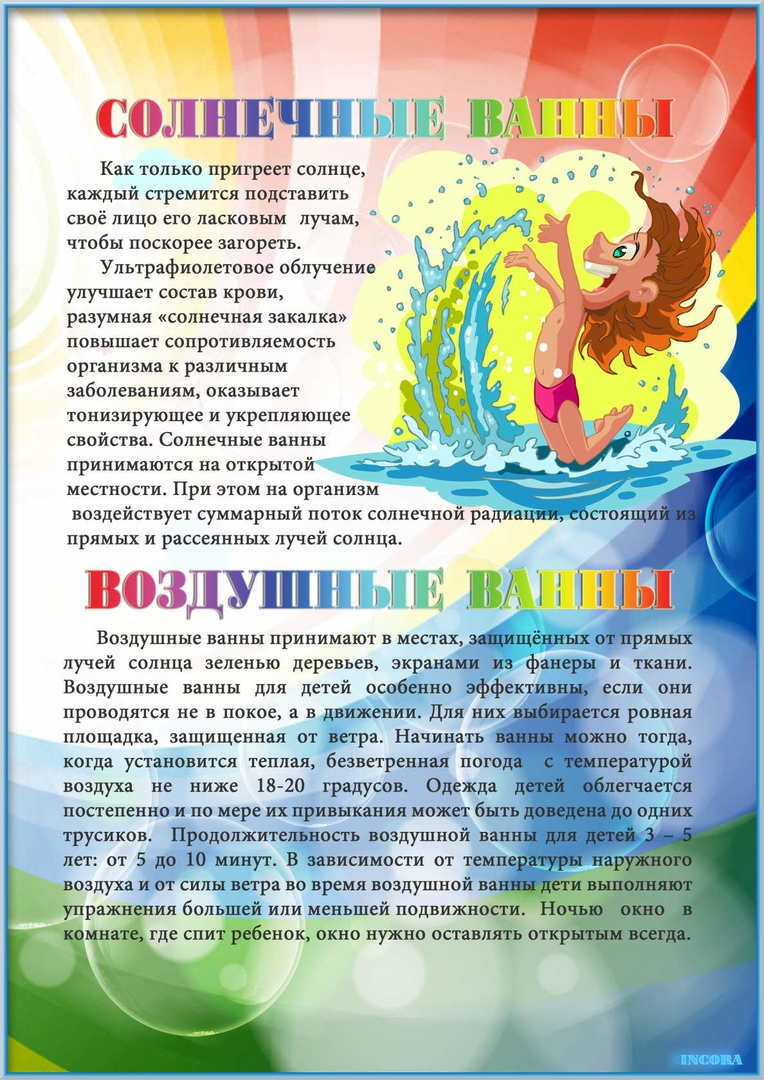 СОЛНЕЧНЫЕ ВАННЫ
Как только пригреет солнце,
каждый стремится подставить
своё лицо его ласковым лучам,
чтобы поскорее загореть.
Ультрафиолетовое облучение
улучшает состав крови,
разумная «солнечная закалка»
повышает сопротивляемость
организма к различным
заболеваниям, оказывает
тонизирующее и укрепляющее
свойства. Солнечные ванны
принимаются на открытой
местности. При этом на организм
воздействует суммарный поток солнечной радиации, состоящий из
прямых и рассеянных лучей солнца.
ВОЗДУШНЫЕ ВАННЫ
Воздушные ванны принимают в местах, защищённых от прямых
лучей солнца зеленью деревьев, экранами из фанеры и ткани.
Воздушные ванны для детей особенно эффективны, если они
проводятся не в покое, а в движении. Для них выбирается ровная
площадка, защищенная от ветра. Начинать ванны можно тогда,
когда установится теплая, безветренная погода с температурой
воздуха не ниже 18-20 градусов. Одежда детей облегчается
постепенно и по мере их привыкания может быть доведена до одних
трусиков. Продолжительность воздушной ванны для детей 3 – 5
лет: от 5 до 10 минут. В зависимости от температуры наружного
воздуха и от силы ветра во время воздушной ванны дети выполняют
упражнения большей или меньшей подвижности. Ночью окно в
комнате, где спит ребенок, окно нужно оставлять открытым всегда.
INCORA